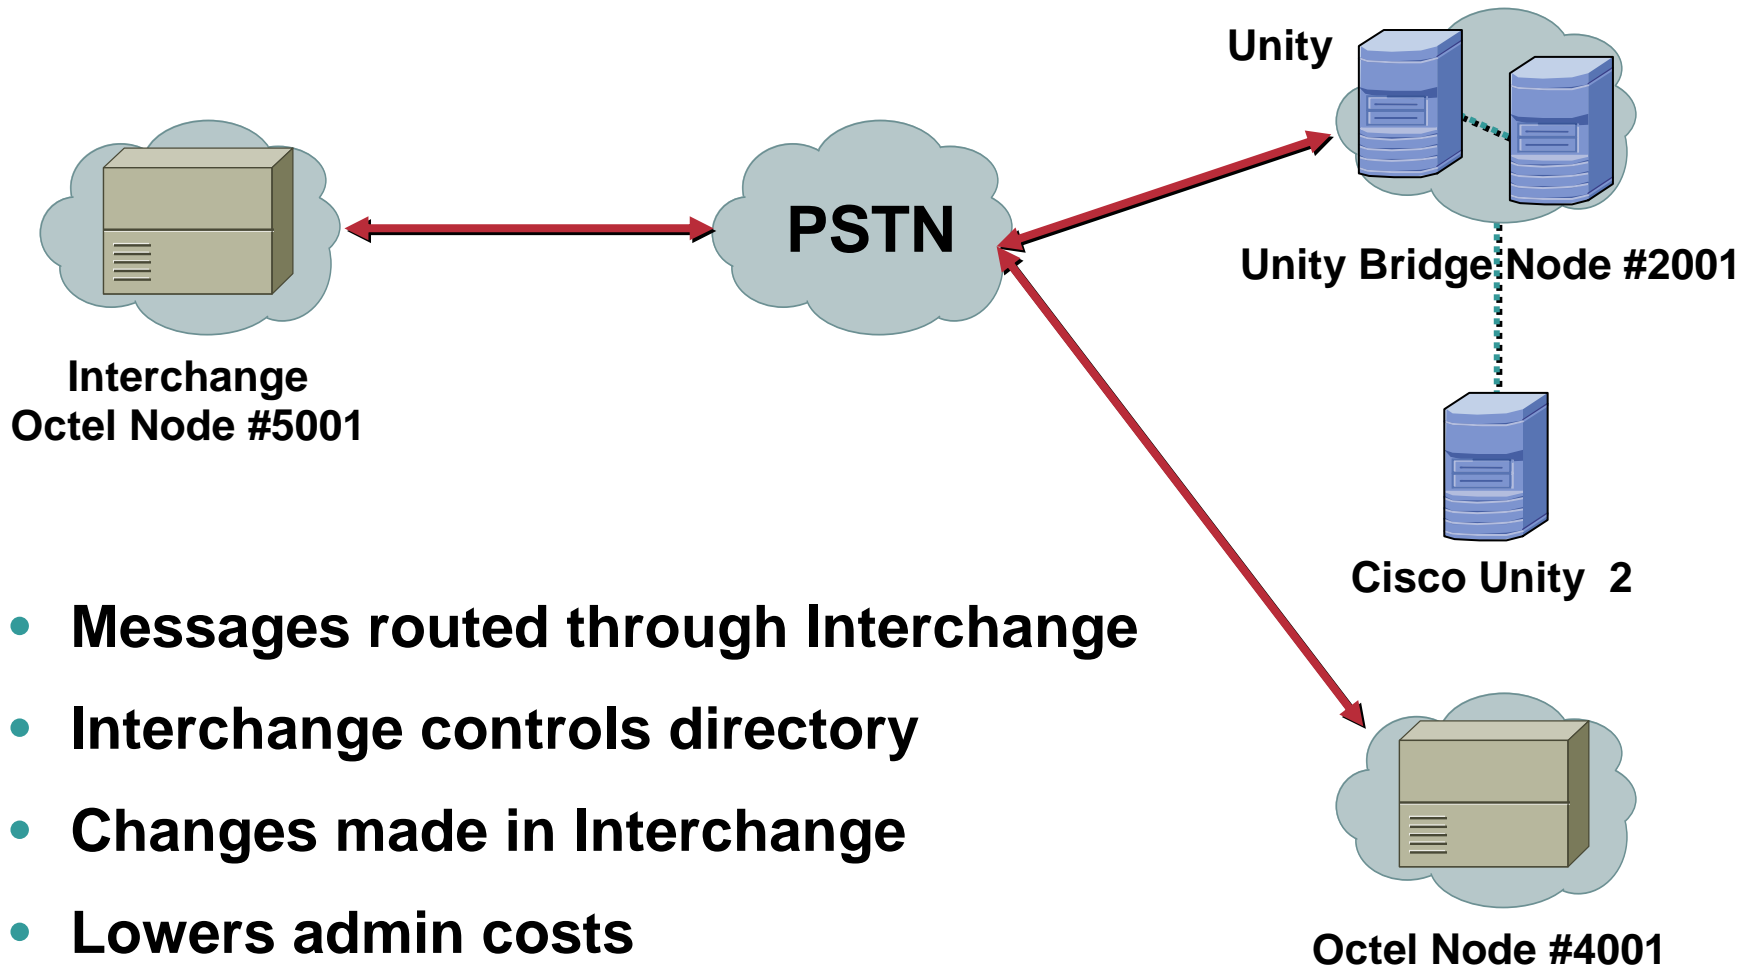 Unity
PSTN
Unity Bridge Node #2001
Interchange
Octel Node #5001
Cisco Unity 2
• Messages routed through Interchange
• Interchange controls directory
• Changes made in Interchange
• Lowers admin costs
Octel Node #4001